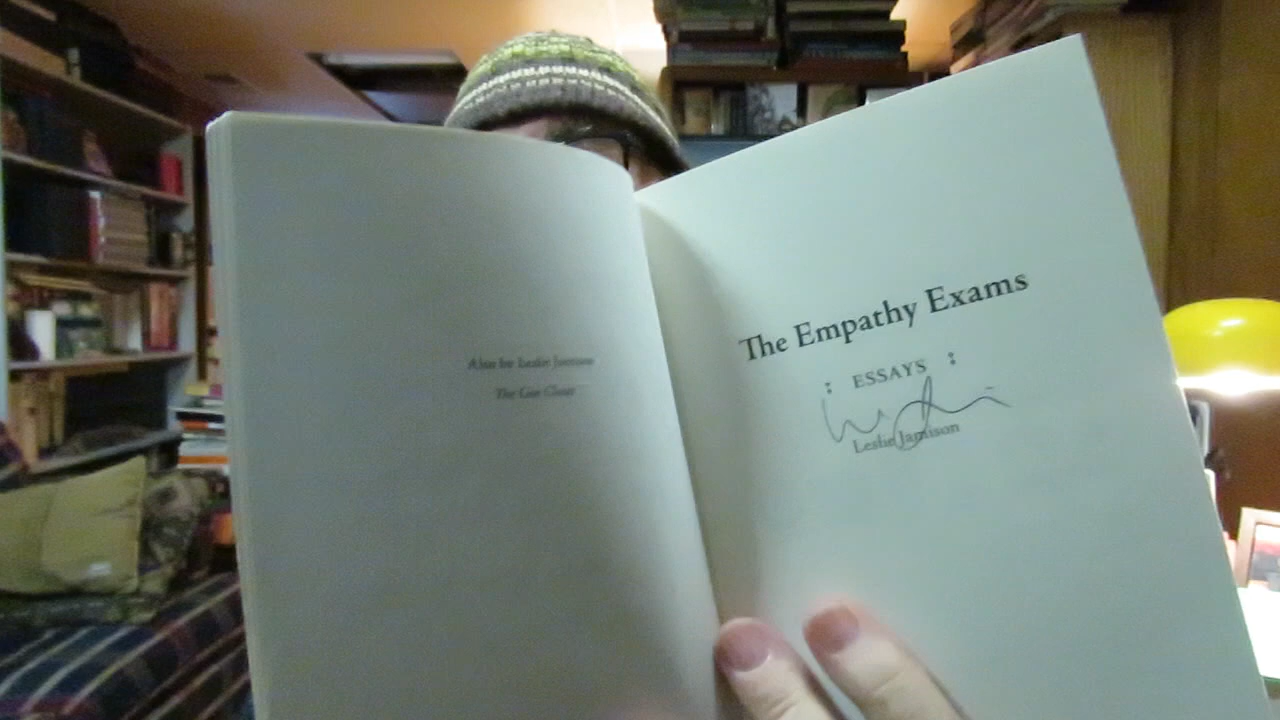 Also by Leslie Jamison
The Gin Closet
The Empathy Exams
: ESSAYS :
Leslie Jamison